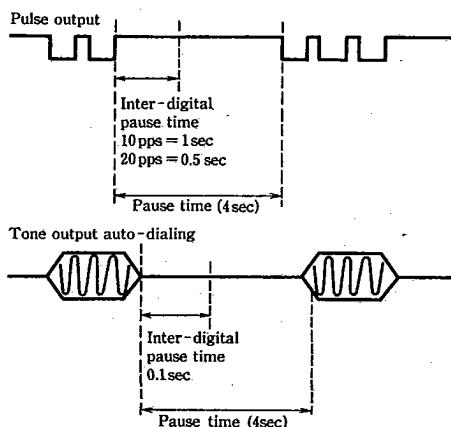 Pulse output
Inter-digital
pause time
10 pps = 1 sec
20 pps = 0.5 sec
Pause time (4 sec)
Tone output auto-dialing
Inter-digital
pause time
0.1 sec
Pause time (4 sec)